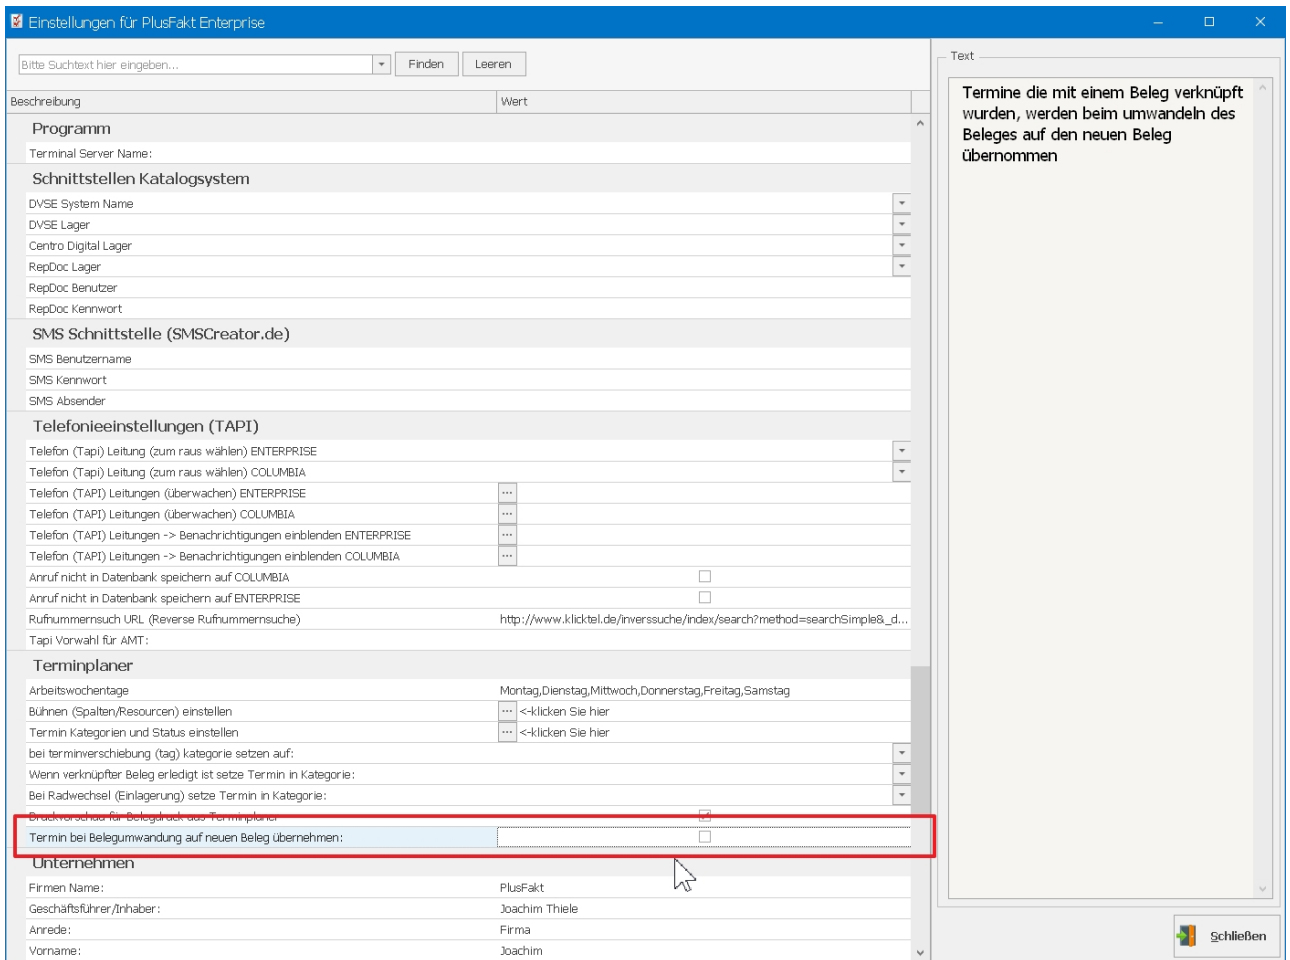 Einstellungen für PlusFakt Enterprise
Bitte Suchtext hier eingeben...
Finden
Leeren
Beschreibung
Wert
Programm
Terminal Server Name:
Schnittstellen Katalogsystem
DVSE System Name
DVSE Lager
Centro Digital Lager
RepDoc Lager
RepDoc Benutzer
RepDoc Kennwort
SMS Schnittstelle (SMSCreator.de)
SMS Benutzername
SMS Kennwort
SMS Absender
Telefonieeinstellungen (TAPI)
Telefon (Tapi) Leitung (zum raus wählen) ENTERPRISE
Telefon (Tapi) Leitung (zum raus wählen) COLUMBIA
Telefon (TAPI) Leitungen (überwachen) ENTERPRISE
Telefon (TAPI) Leitungen (überwachen) COLUMBIA
Telefon (TAPI) Leitungen -> Benachrichtigungen einblenden ENTERPRISE
Telefon (TAPI) Leitungen -> Benachrichtigungen einblenden COLUMBIA
Anruf nicht in Datenbank speichern auf COLUMBIA
Anruf nicht in Datenbank speichern auf ENTERPRISE
Rufnummernsuch URL (Reverse Rufnummernsuche) http://www.klicktel.de/inverssuche/index/search?method=searchSimple&_d...
Tapi Vorwahl für AMT:
Terminplaner
Arbeitswochentage Montag,Dienstag,Mittwoch,Donnerstag,Freitag,Samstag
Bühnen (Spalten/Resourcen) einstellen ... <-klicken Sie hier
Termin Kategorien und Status einstellen ... <-klicken Sie hier
bei terminverschiebung (tag) kategorie setzen auf:
Wenn verknüpfter Beleg erledigt ist setze Termin in Kategorie:
Bei Radwechsel (Einlagerung) setze Termin in Kategorie:
Druckvorschau für Belegdruck aus Terminplaner
Termin bei Belegumwandung auf neuen Beleg übernehmen:
Unternehmen
Firmen Name: PlusFakt
Geschäftsführer/Inhaber: Joachim Thiele
Anrede: Firma
Vorname: Joachim
Text
Termine die mit einem Beleg verknüpft
wurden, werden beim umwandeln des
Beleges auf den neuen Beleg
übernommen
Schließen